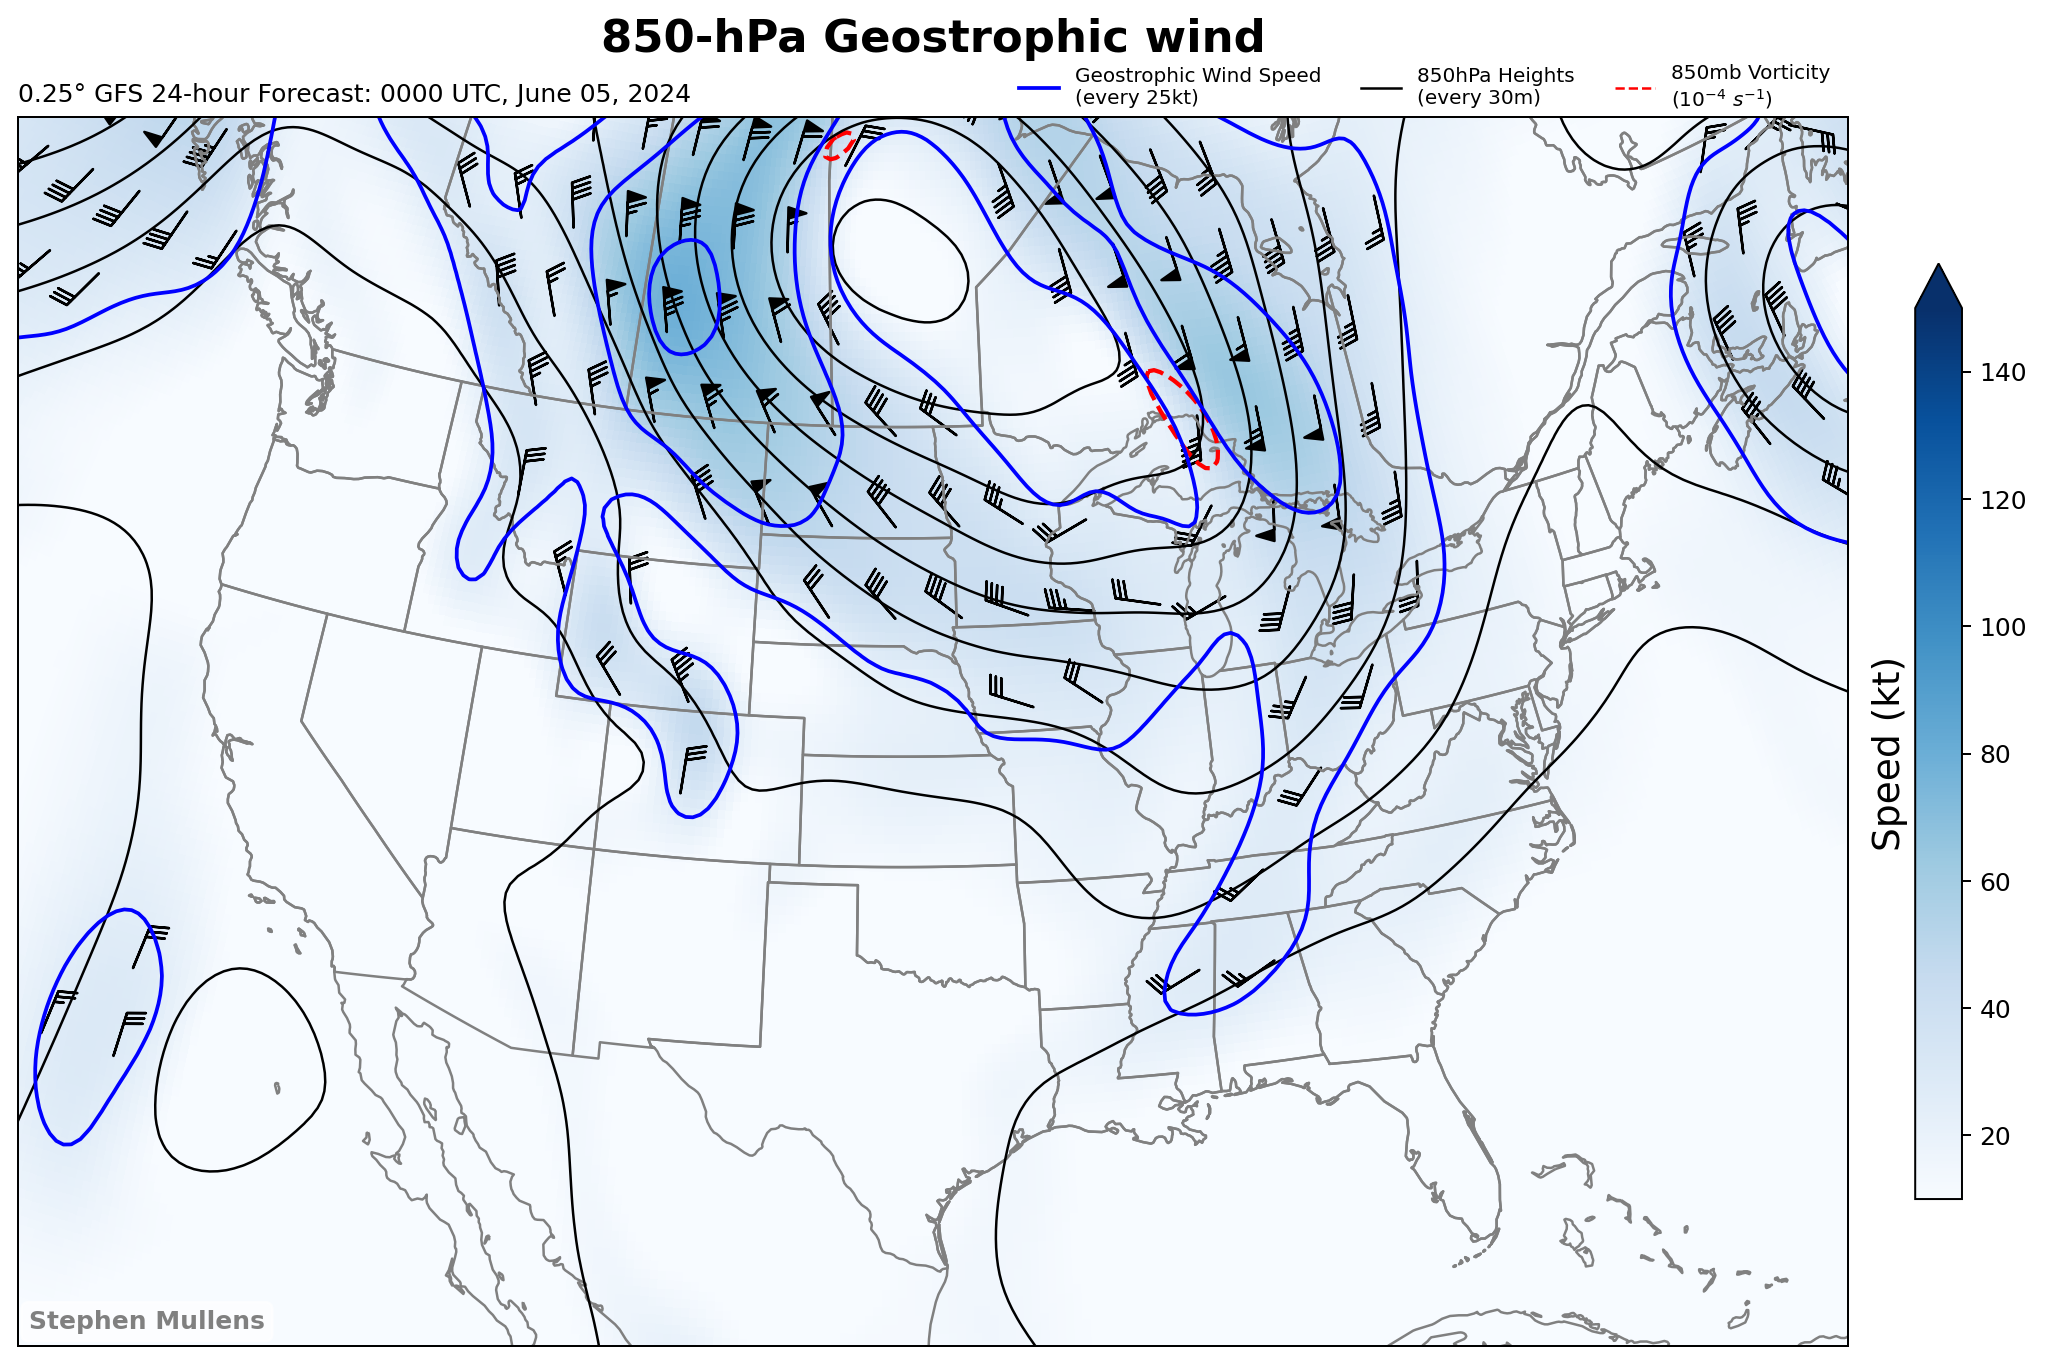 850-hPa Geostrophic wind
0.25° GFS 24-hour Forecast: 0000 UTC, June 05, 2024
Geostrophic Wind Speed
(every 25kt)
850hPa Heights
(every 30m)
850mb Vorticity
(10⁻⁴ s⁻¹)
140
120
100
80
60
40
20
Speed (kt)
Stephen Mullens